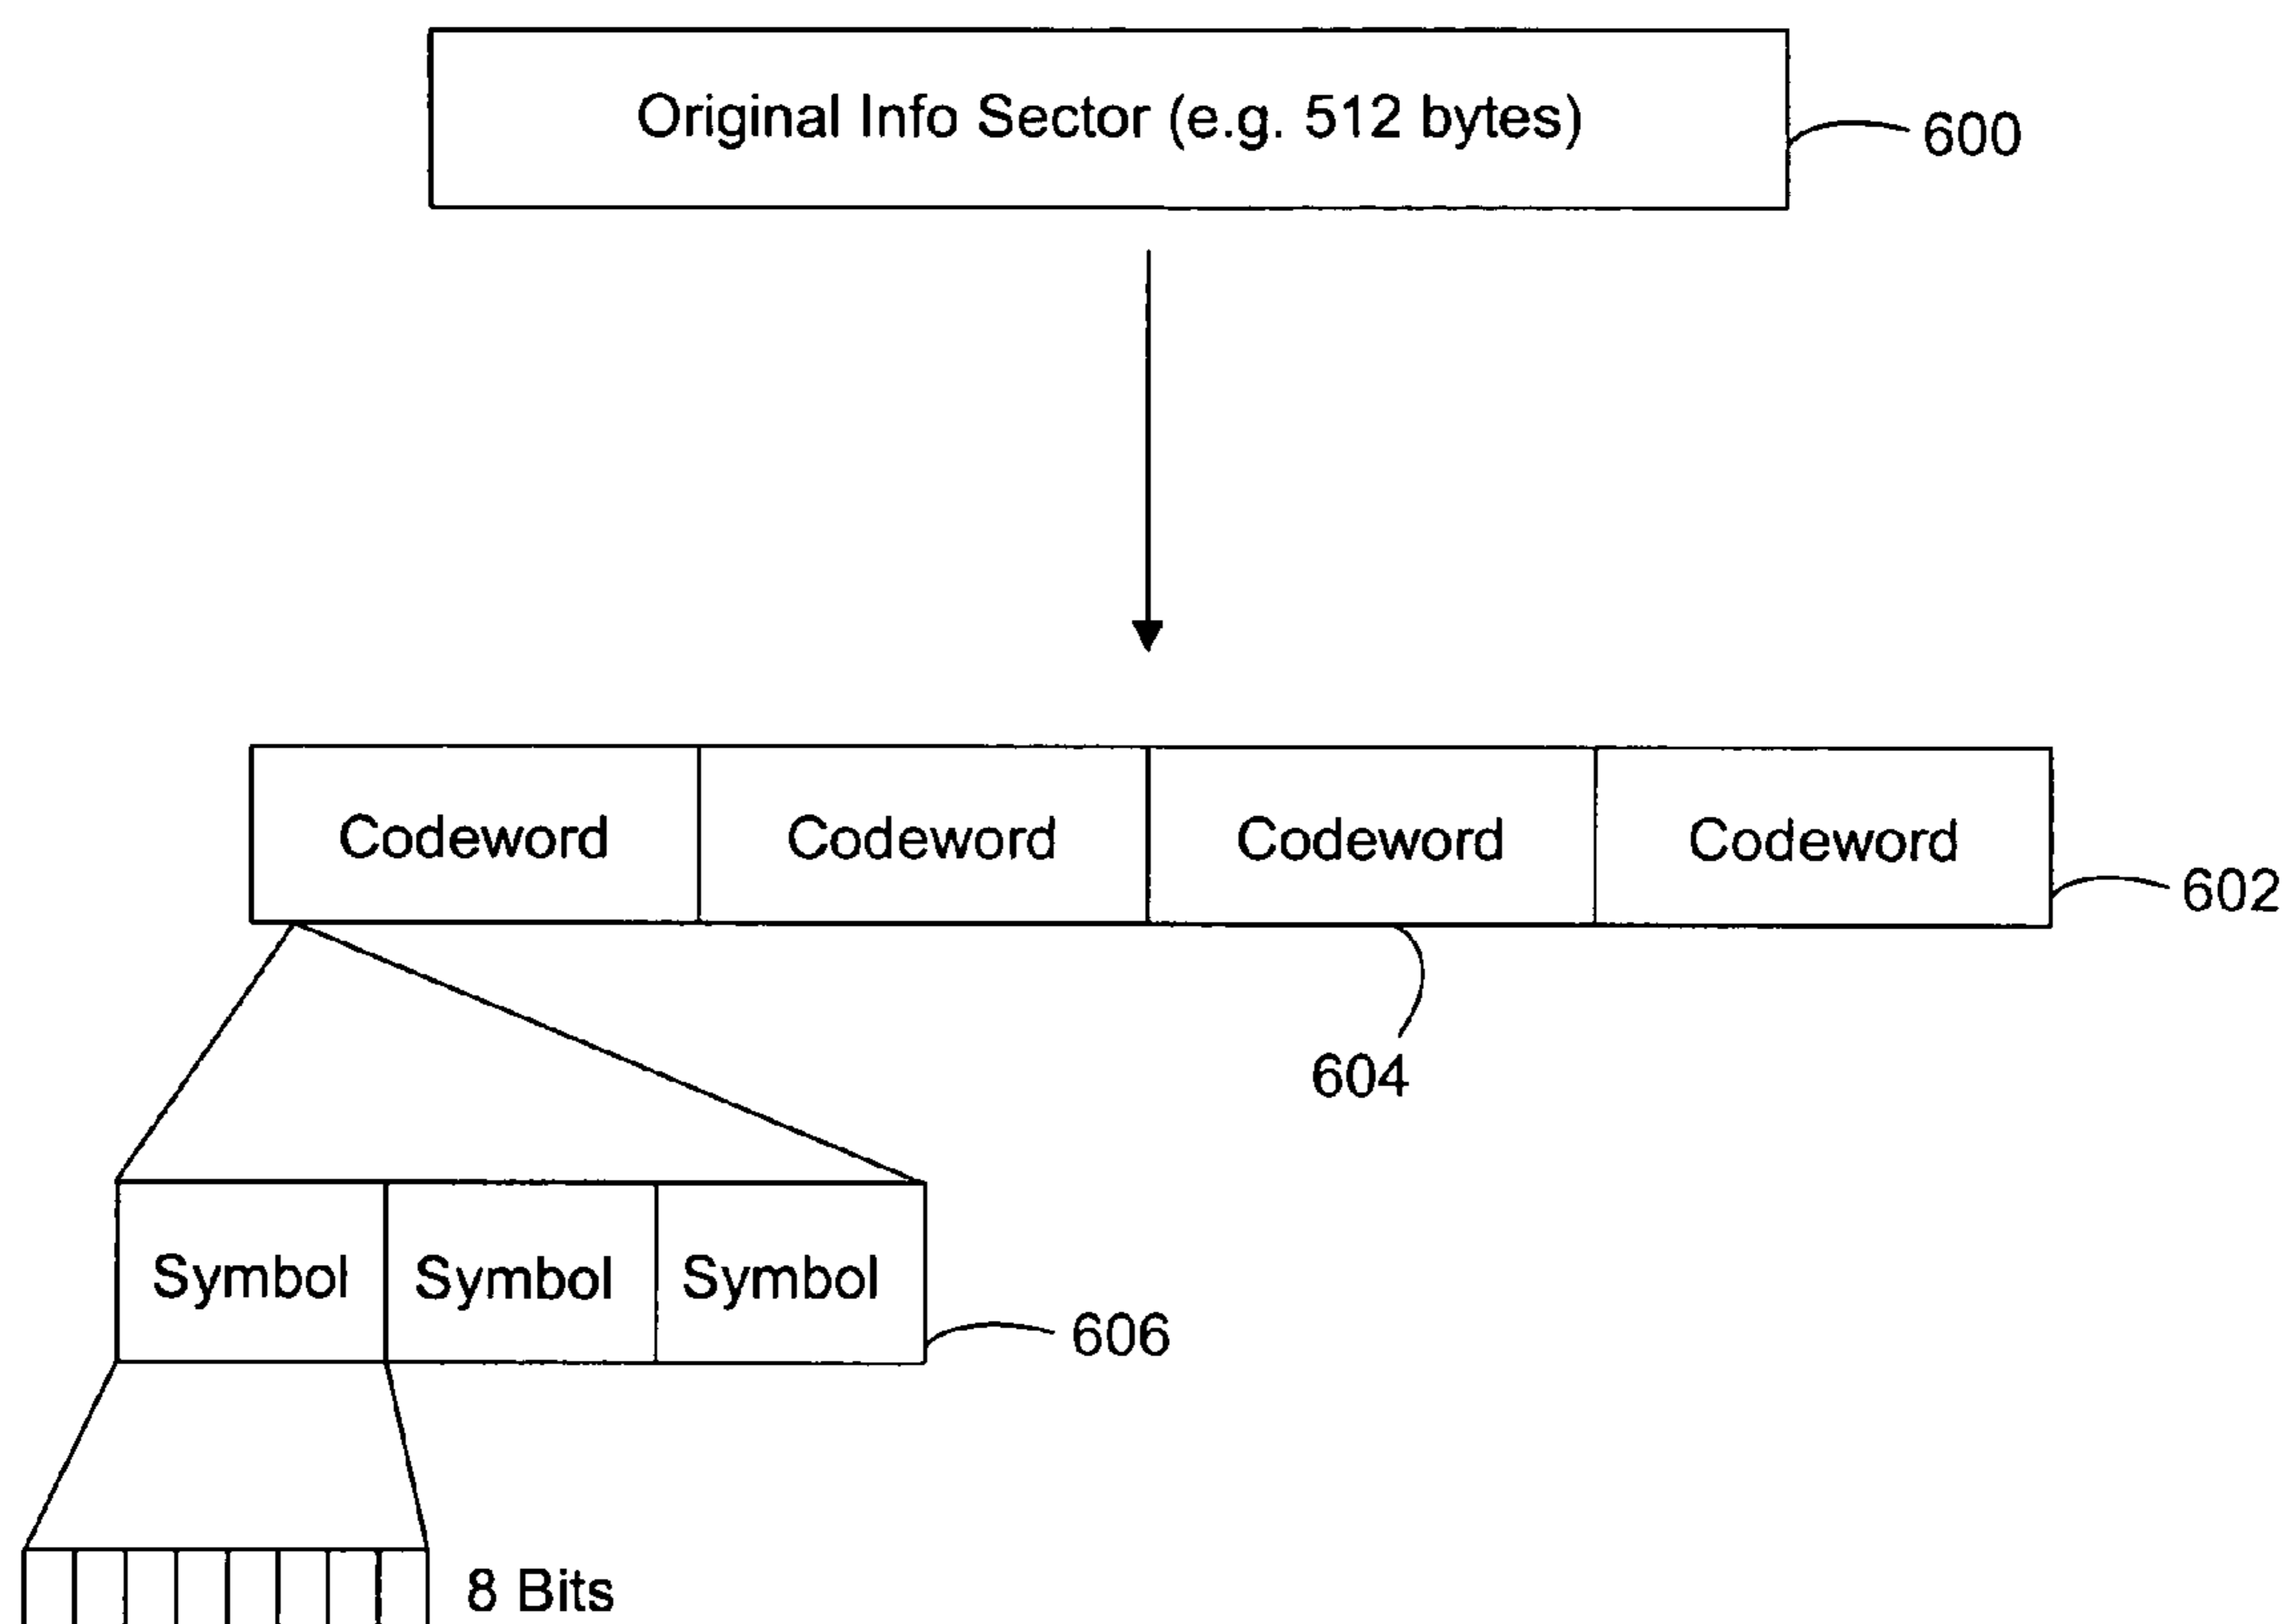 Original Info Sector (e.g. 512 bytes)
600
Codeword Codeword Codeword Codeword
602
604
Symbol Symbol Symbol
606
8 Bits